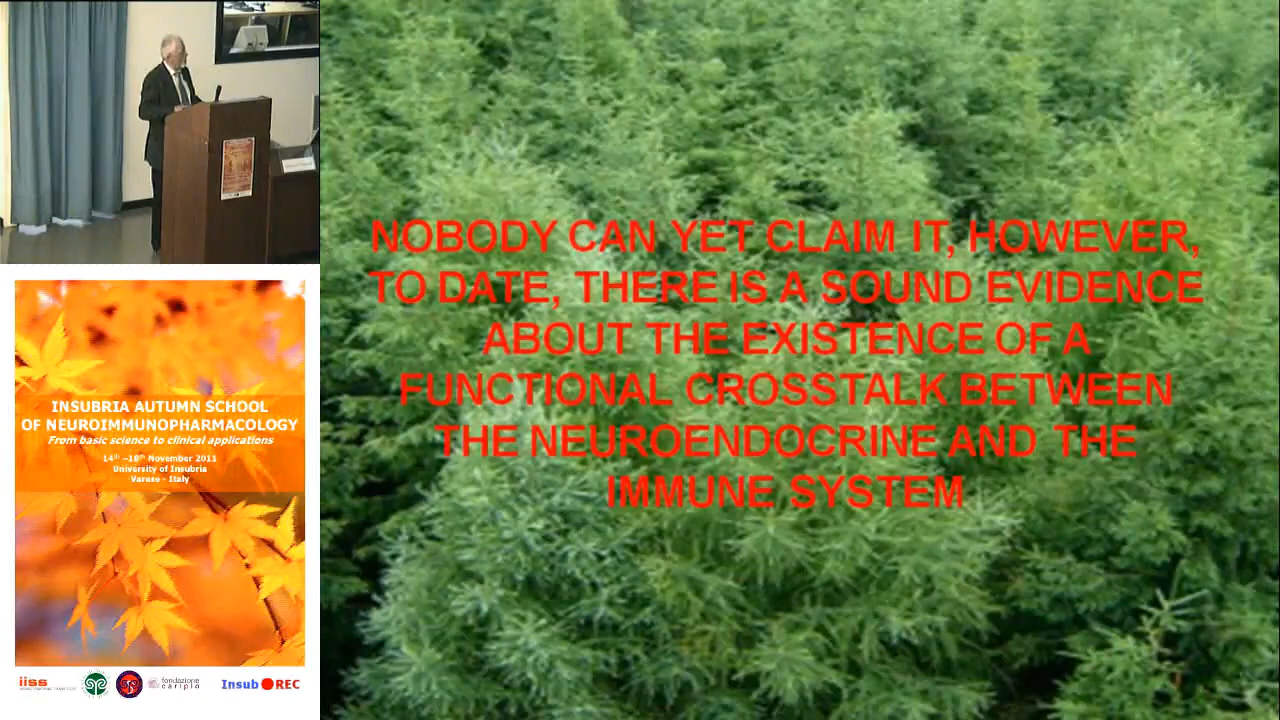 NOBODY CAN YET CLAIM IT, HOWEVER,
TO DATE, THERE IS A SOUND EVIDENCE
ABOUT THE EXISTENCE OF A
FUNCTIONAL CROSSTALK BETWEEN
THE NEUROENDOCRINE AND THE
IMMUNE SYSTEM
INSUBRIA AUTUMN SCHOOL
OF NEUROIMMUNOPHARMACOLOGY
From basic science to clinical applications
14th –18th November 2011
University of Insubria
Varese - Italy
iiss
fondazione
cariplo
Insub REC